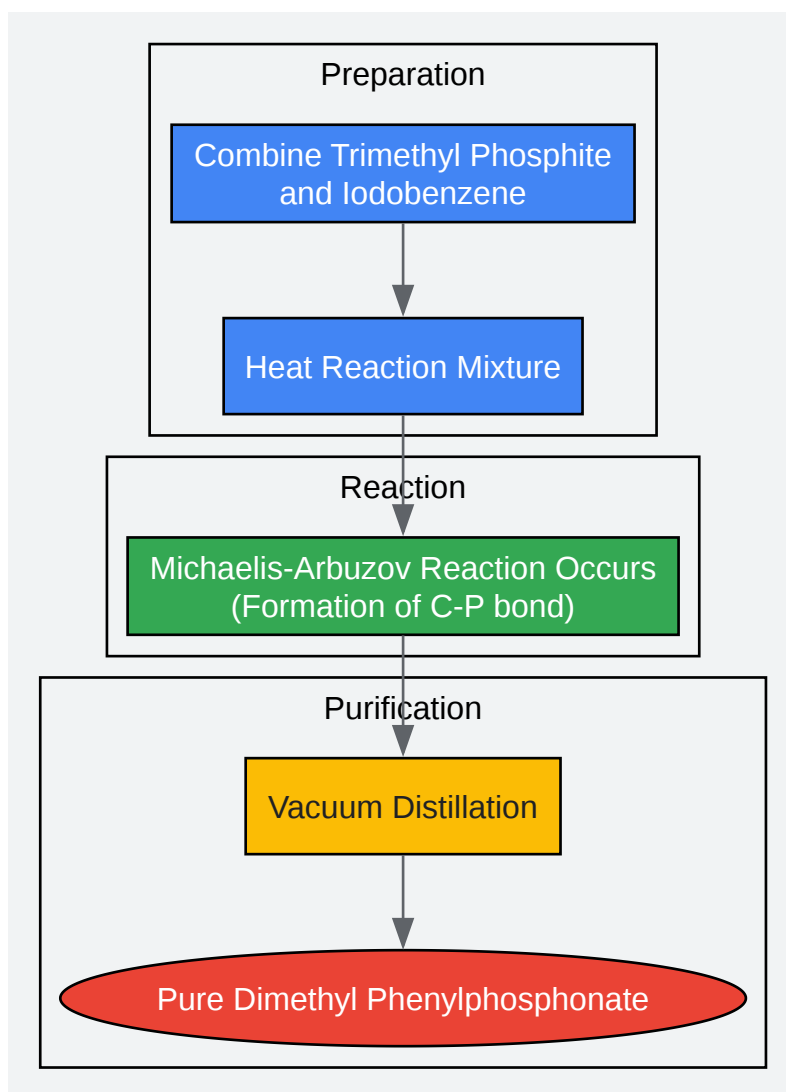 Preparation
Combine Trimethyl Phosphite
and Iodobenzene
Heat Reaction Mixture
Reaction
Michaelis-Arbuzov Reaction Occurs
(Formation of C-P bond)
Purification
Vacuum Distillation
Pure Dimethyl Phenylphosphonate